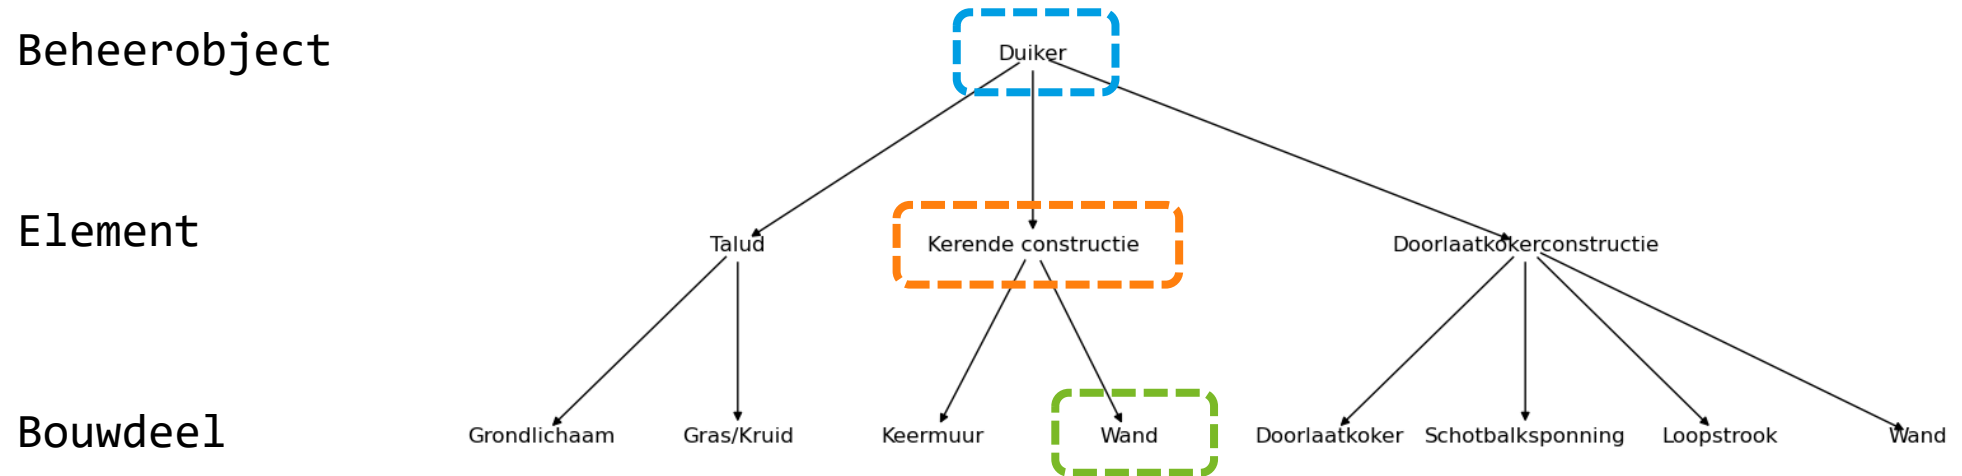 Beheerobject
Duiker
Element
Talud
Kerende constructie
Doorlaatkokerconstructie
Bouwdeel
Grondlichaam
Gras/Kruid
Keermuur
Wand
Doorlaatkoker
Schotbalksponning
Loopstrook
Wand